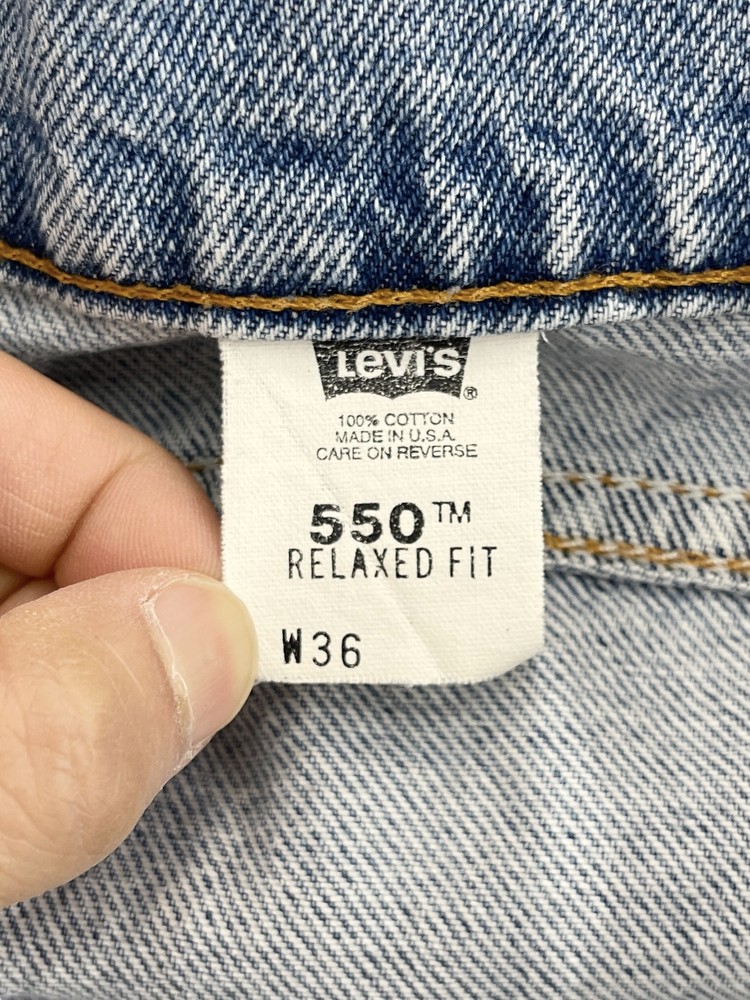 Levi's®
100% COTTON
MADE IN U.S.A.
CARE ON REVERSE
550™
RELAXED FIT
W36